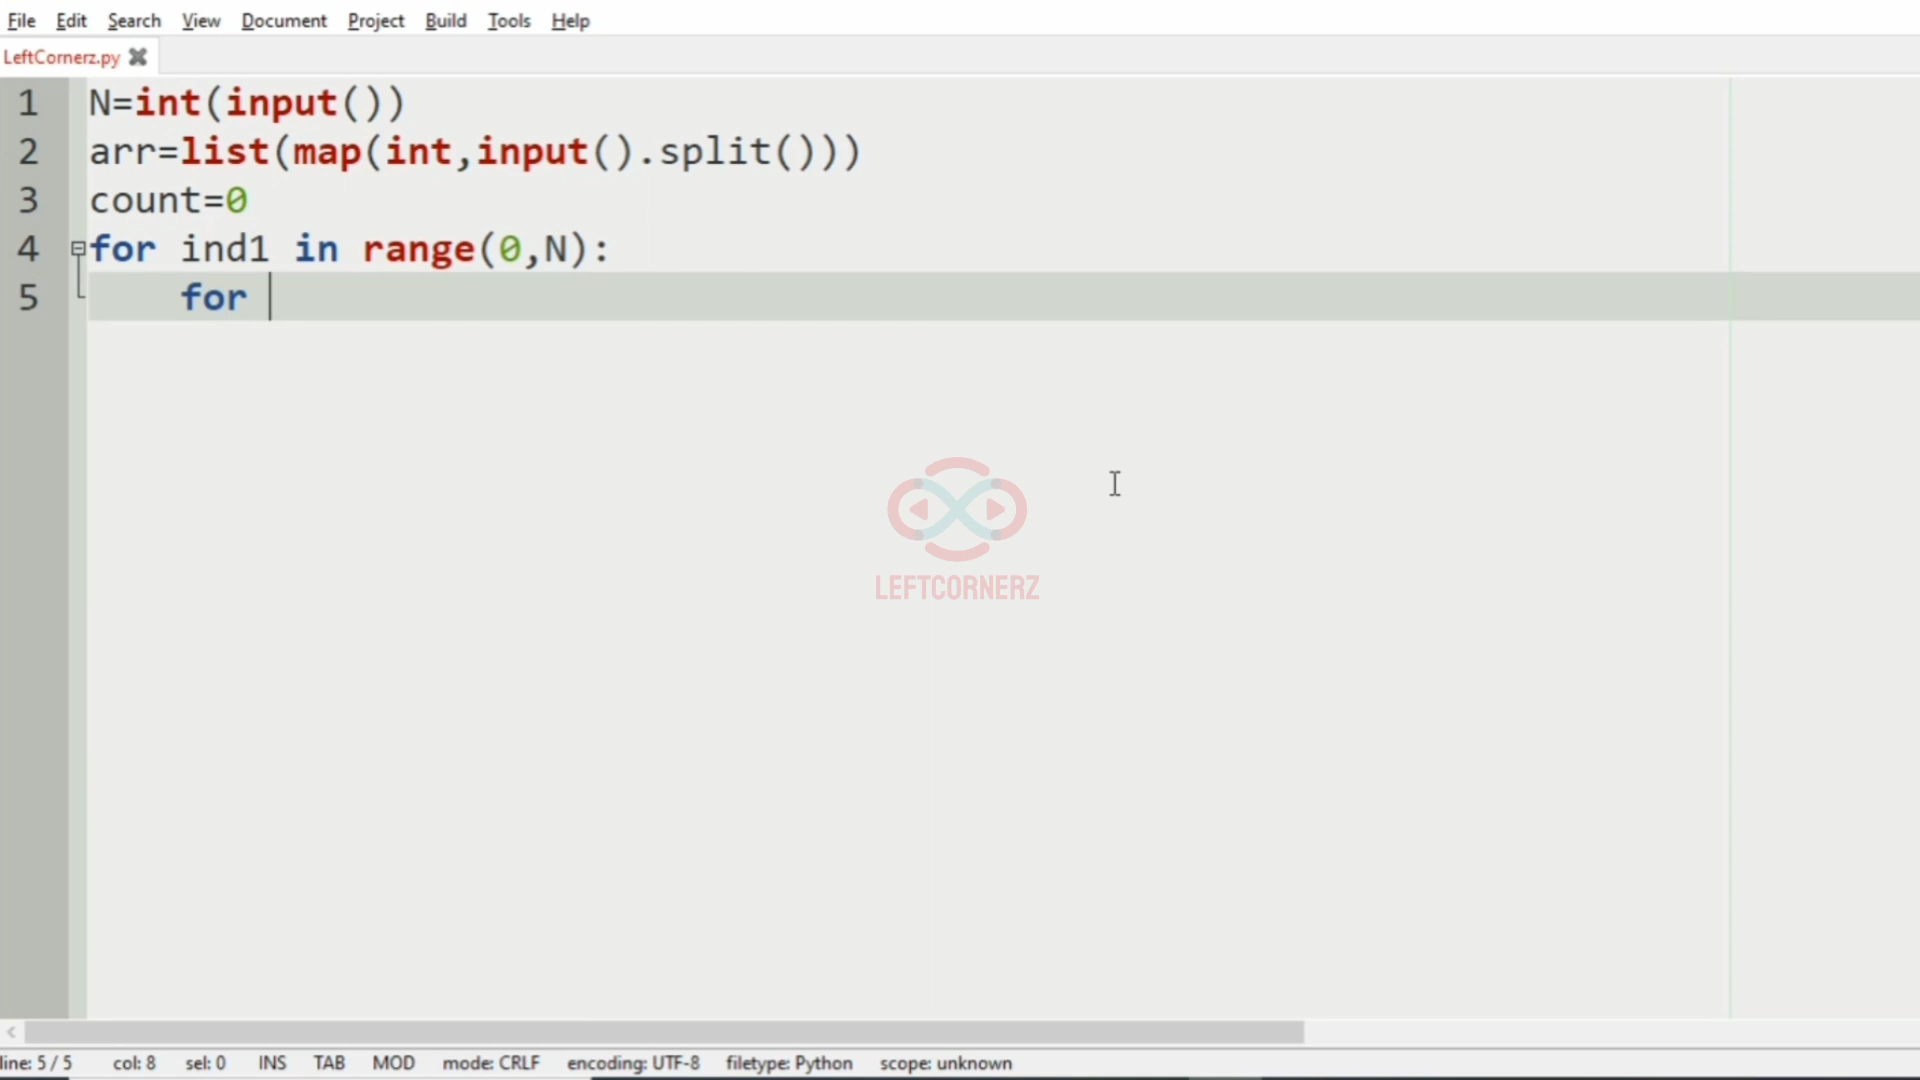 File Edit Search View Document Project Build Tools Help
LeftCornerz.py
1 N=int(input())
2 arr=list(map(int,input().split()))
3 count=0
4 for ind1 in range(0,N):
5     for
LEFTCORNERZ
line: 5 / 5 col: 8 sel: 0 INS TAB MOD mode: CRLF encoding: UTF-8 filetype: Python scope: unknown